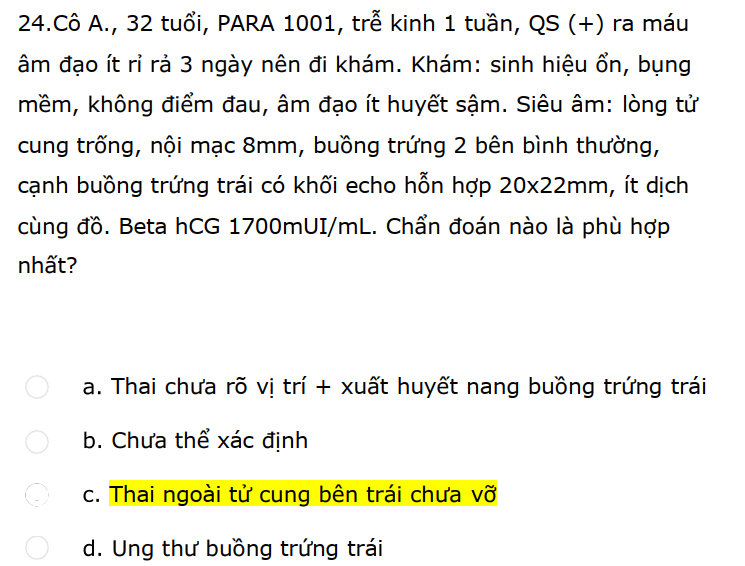 24.Cô A., 32 tuổi, PARA 1001, trễ kinh 1 tuần, QS (+) ra máu
âm đạo ít rỉ rả 3 ngày nên đi khám. Khám: sinh hiệu ổn, bụng
mềm, không điểm đau, âm đạo ít huyết sậm. Siêu âm: lòng tử
cung trống, nội mạc 8mm, buồng trứng 2 bên bình thường,
cạnh buồng trứng trái có khối echo hỗn hợp 20x22mm, ít dịch
cùng đồ. Beta hCG 1700mUI/mL. Chẩn đoán nào là phù hợp
nhất?
a. Thai chưa rõ vị trí + xuất huyết nang buồng trứng trái
b. Chưa thể xác định
c. Thai ngoài tử cung bên trái chưa vỡ
d. Ung thư buồng trứng trái